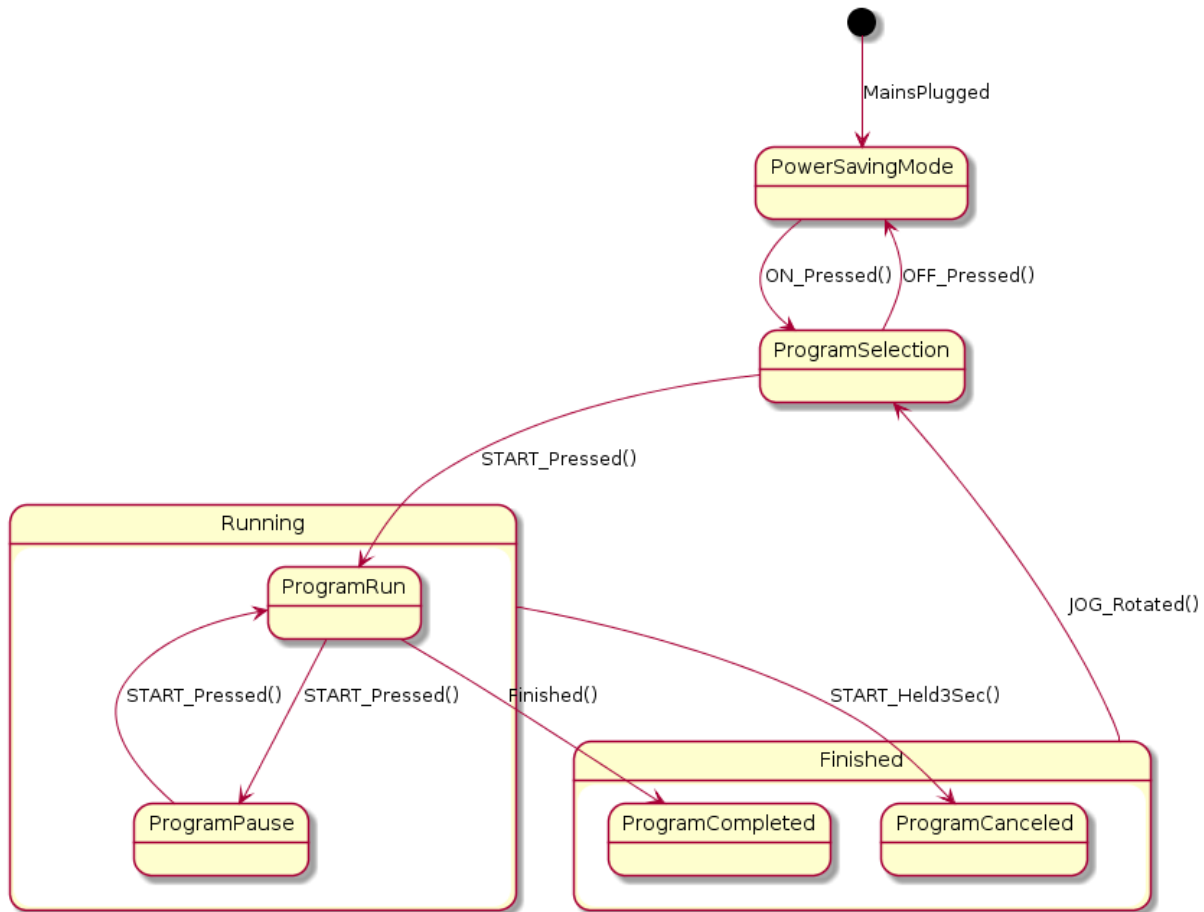 MainsPlugged
PowerSavingMode
ON_Pressed()
OFF_Pressed()
ProgramSelection
START_Pressed()
Running
ProgramRun
JOG_Rotated()
START_Pressed()
START_Pressed()
Finished()
START_Held3Sec()
Finished
ProgramPause
ProgramCompleted
ProgramCanceled